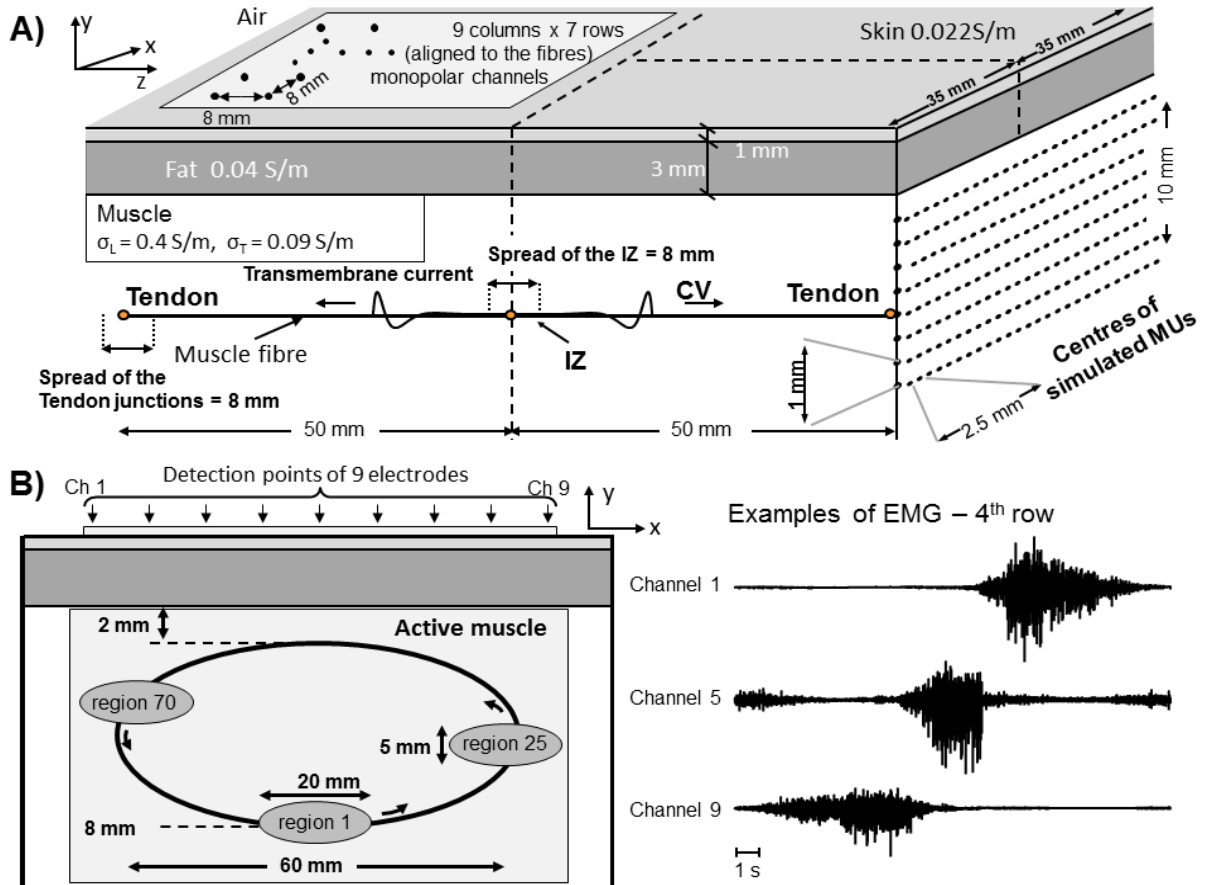 A)
y
x
z
Air
9 columns x 7 rows
(aligned to the fibres)
monopolar channels
8 mm
8 mm
Skin 0.022S/m
35 mm
35 mm
1 mm
Fat 0.04 S/m
3 mm
10 mm
Muscle
σL = 0.4 S/m, σT = 0.09 S/m
Spread of the IZ = 8 mm
Transmembrane current
Tendon
CV
Tendon
Muscle fibre
IZ
Spread of the
Tendon junctions = 8 mm
1 mm
Centres of
simulated MUs
2.5 mm
50 mm
50 mm
B)
Detection points of 9 electrodes
Ch 1
Ch 9
y
x
2 mm
Active muscle
region 70
5 mm
region 25
20 mm
8 mm
region 1
60 mm
Examples of EMG – 4th row
Channel 1
Channel 5
Channel 9
1 s